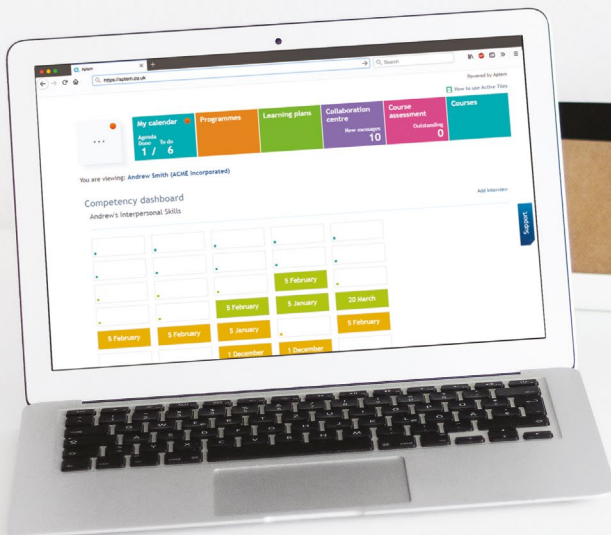 Aptem
https://aptem.co.uk
Search
Powered by Aptem
How to use Active Tiles
My calendar
Agenda
Done To do
1 / 6
Programmes
Learning plans
Collaboration centre
New messages
10
Course assessment
Outstanding
0
Courses
You are viewing: Andrew Smith (ACME Incorporated)
Competency dashboard
Add Interview
Andrew's Interpersonal Skills
Support
5 February
5 February
5 January
20 March
5 February
5 February
5 January
5 February
1 December
1 December